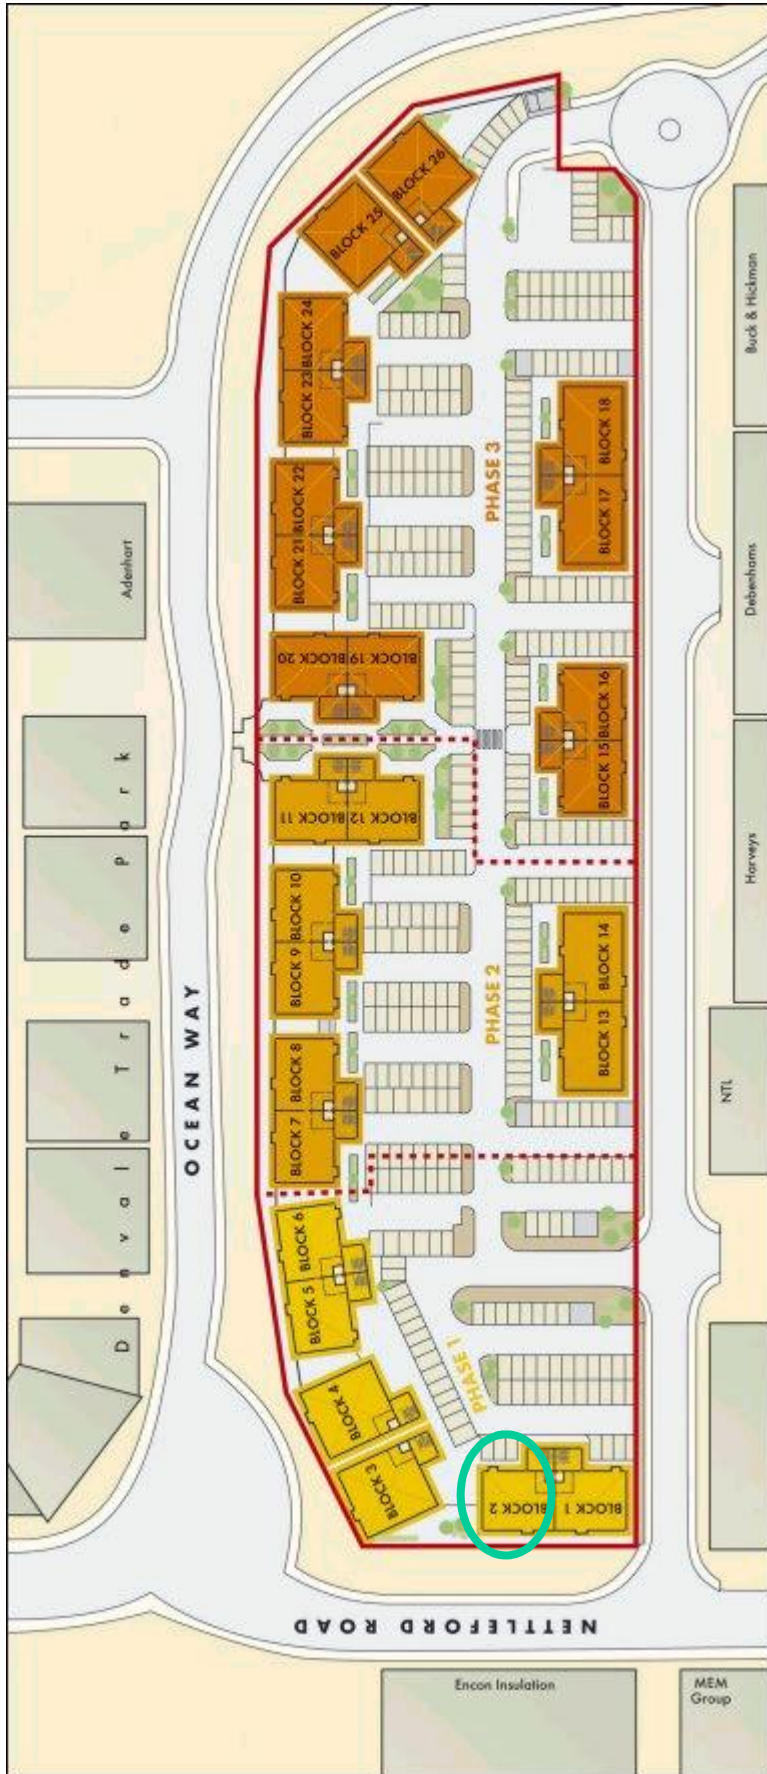 BLOCK 26
BLOCK 25
BLOCK 24
BLOCK 23
BLOCK 22
BLOCK 21
BLOCK 20
BLOCK 19
BLOCK 18
BLOCK 17
PHASE 3
BLOCK 16
BLOCK 15
BLOCK 12
BLOCK 11
BLOCK 10
BLOCK 9
BLOCK 14
BLOCK 13
PHASE 2
BLOCK 8
BLOCK 7
BLOCK 6
BLOCK 5
BLOCK 4
BLOCK 3
PHASE 1
BLOCK 2
BLOCK 1
Buck & Hickman
Debenhams
Harveys
NTL
Adenhart
Denvale Trade Park
OCEAN WAY
NETTLEFORD ROAD
Encon Insulation
MEM
Group